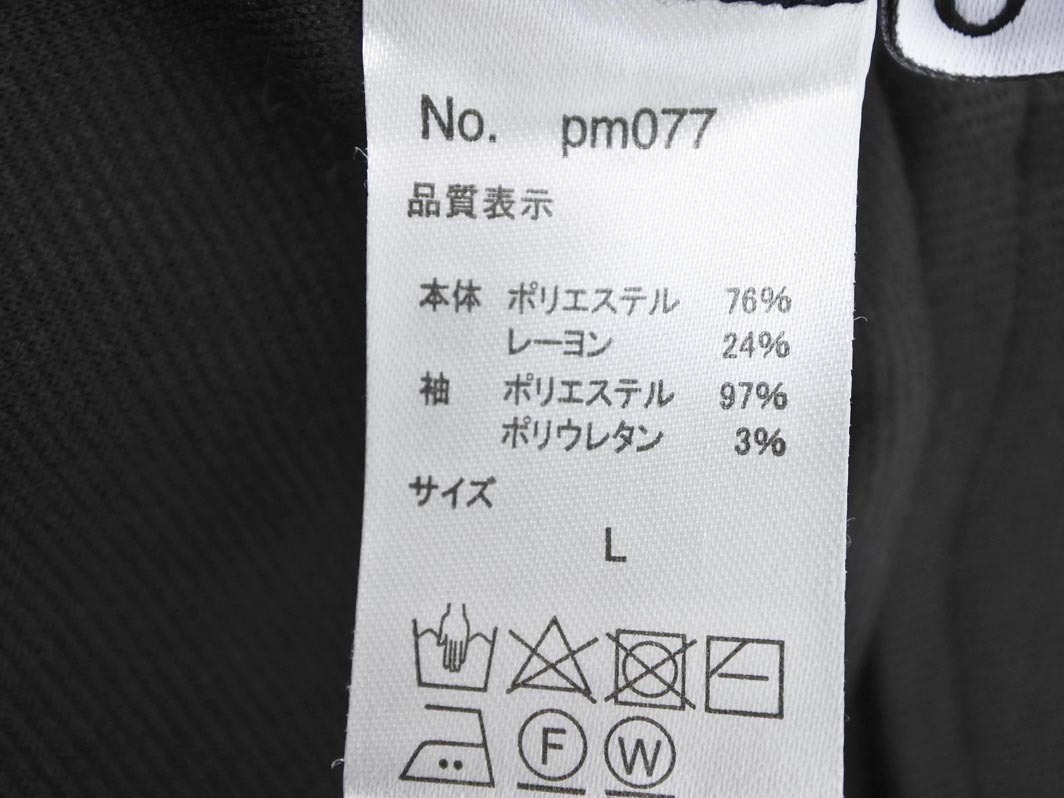 No. pm077
品質表示
本体 ポリエステル 76%
レーヨン 24%
袖 ポリエステル 97%
ポリウレタン 3%
サイズ
L
F W